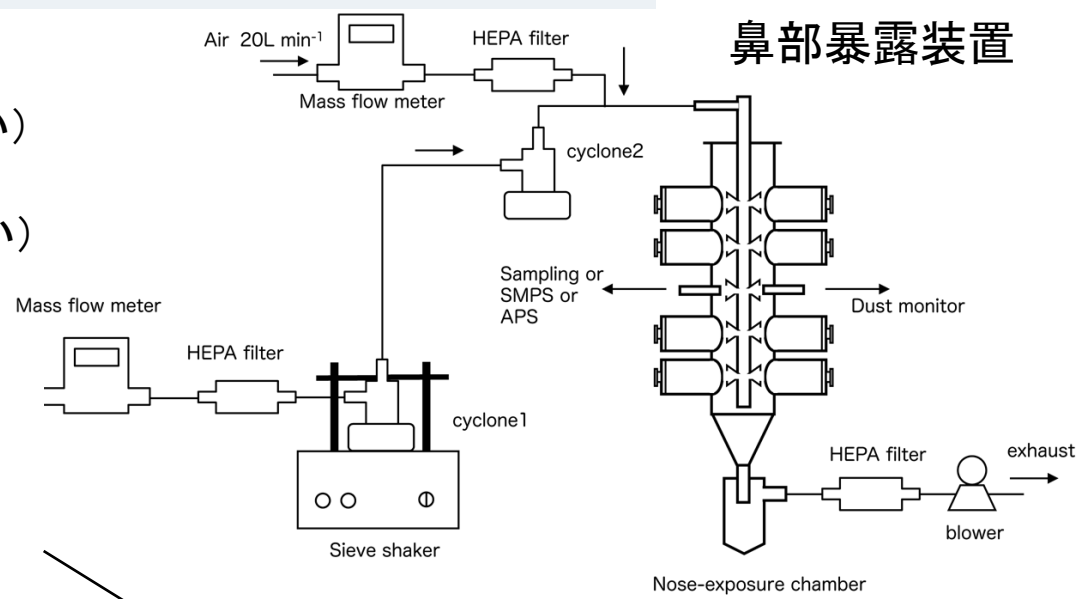 鼻部暴露装置
Air 20L min⁻¹
HEPA filter
Mass flow meter
い）
cyclone2
い）
Sampling or
SMPS or
APS
Dust monitor
Mass flow meter
HEPA filter
cyclone1
HEPA filter
exhaust
blower
Sieve shaker
Nose-exposure chamber